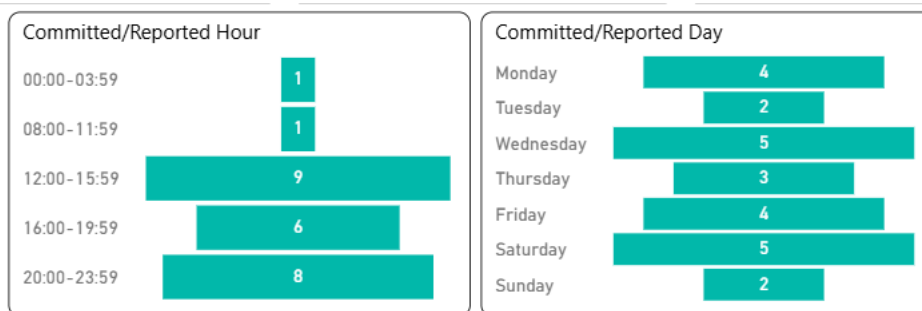 Committed/Reported Hour
00:00-03:59 1
08:00-11:59 1
12:00-15:59 9
16:00-19:59 6
20:00-23:59 8
Committed/Reported Day
Monday 4
Tuesday 2
Wednesday 5
Thursday 3
Friday 4
Saturday 5
Sunday 2